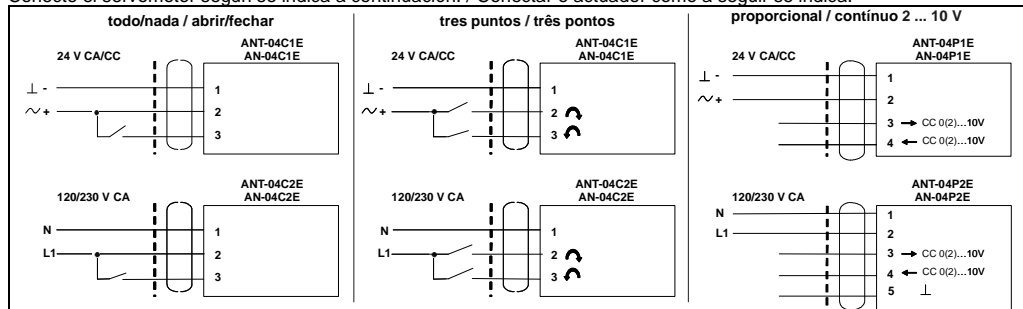 Conecte el servomotor según se indica a continuación. / Conectar o actuador como a seguir se indica:
todo/nada / abrir/fechar
24 V CA/CC
ANT-04C1E
AN-04C1E
⊥ -
∼ +
1
2
3
120/230 V CA
ANT-04C2E
AN-04C2E
N
L1
1
2
3
tres puntos / três pontos
24 V CA/CC
ANT-04C1E
AN-04C1E
⊥ -
∼ +
1
2
3
120/230 V CA
ANT-04C2E
AN-04C2E
N
L1
1
2
3
proporcional / contínuo 2 ... 10 V
24 V CA/CC
ANT-04P1E
AN-04P1E
⊥ -
∼ +
1
2
3 → CC 0(2)...10V
4 ← CC 0(2)...10V
120/230 V CA
ANT-04P2E
AN-04P2E
N
L1
1
2
3 → CC 0(2)...10V
4 ← CC 0(2)...10V
5 ⊥